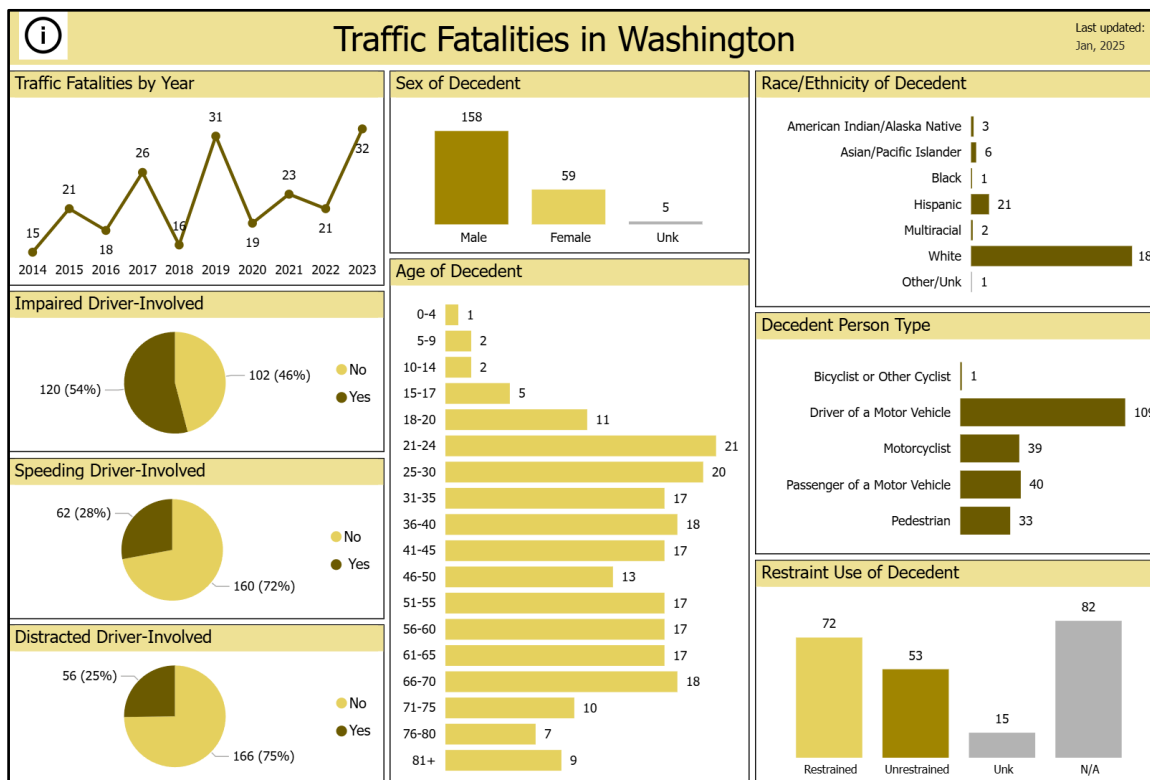 i
Traffic Fatalities in Washington
Last updated:
Jan, 2025
Traffic Fatalities by Year
15
21
18
26
16
31
19
23
21
32
2014 2015 2016 2017 2018 2019 2020 2021 2022 2023
Impaired Driver-Involved
120 (54%)
102 (46%)
No
Yes
Speeding Driver-Involved
62 (28%)
160 (72%)
No
Yes
Distracted Driver-Involved
56 (25%)
166 (75%)
No
Yes
Sex of Decedent
158
59
5
Male Female Unk
Age of Decedent
0-4 1
5-9 2
10-14 2
15-17 5
18-20 11
21-24 21
25-30 20
31-35 17
36-40 18
41-45 17
46-50 13
51-55 17
56-60 17
61-65 17
66-70 18
71-75 10
76-80 7
81+ 9
Race/Ethnicity of Decedent
American Indian/Alaska Native 3
Asian/Pacific Islander 6
Black 1
Hispanic 21
Multiracial 2
White
Other/Unk 1
Decedent Person Type
Bicyclist or Other Cyclist 1
Driver of a Motor Vehicle 109
Motorcyclist 39
Passenger of a Motor Vehicle 40
Pedestrian 33
Restraint Use of Decedent
72
53
15
82
Restrained Unrestrained Unk N/A